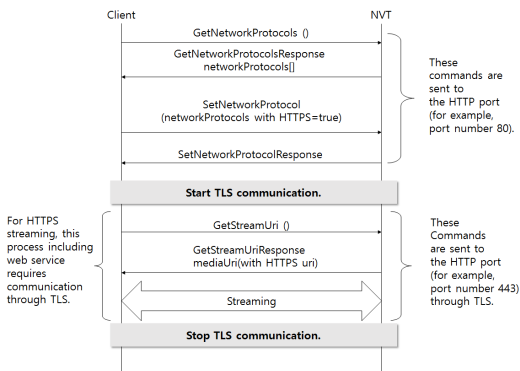 Client
NVT
GetNetworkProtocols ()
GetNetworkProtocolsResponse
networkProtocols[]
SetNetworkProtocol
(networkProtocols with HTTPS=true)
SetNetworkProtocolResponse
These
commands are
sent to
the HTTP port
(for example,
port number 80).
Start TLS communication.
For HTTPS
streaming, this
process including
web service
requires
communication
through TLS.
GetStreamUri ()
GetStreamUriResponse
mediaUri(with HTTPS uri)
Streaming
These
Commands
are sent to
the HTTP port
(for example,
port number 443)
through TLS.
Stop TLS communication.